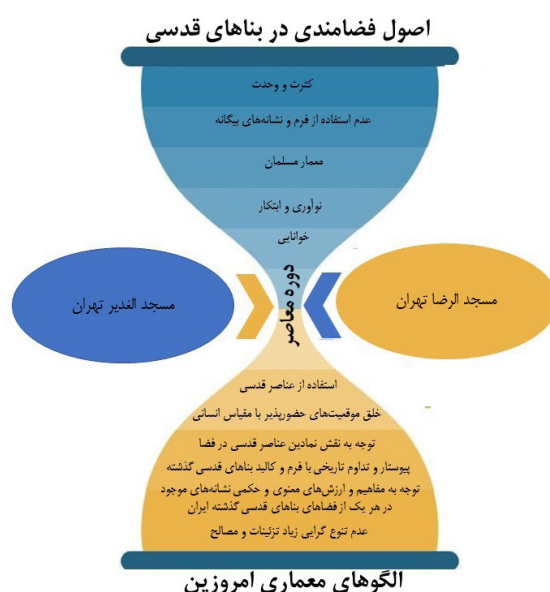 اصول فضامندی در بناهای قدسی
کثرت و وحدت
عدم استفاده از فرم و نشانه‌های بیگانه
معمار مسلمان
نوآوری و ابتکار
خوانایی
دوره معاصر
مسجد الرضا تهران
مسجد الغدیر تهران
استفاده از عناصر قدسی
خلق موقعیت‌های حضورپذیر با مقیاس انسانی
توجه به نقش نمادین عناصر قدسی در فضا
پیوستار و تداوم تاریخی با فرم و کالبد بناهای قدسی گذشته
توجه به مفاهیم و ارزش‌های معنوی و حکمی نشانه‌های موجود
در هر یک از فضاهای بناهای قدسی گذشته ایران
عدم تنوع گرایی زیاد تزئینات و مصالح
الگوهای معماری امروزین